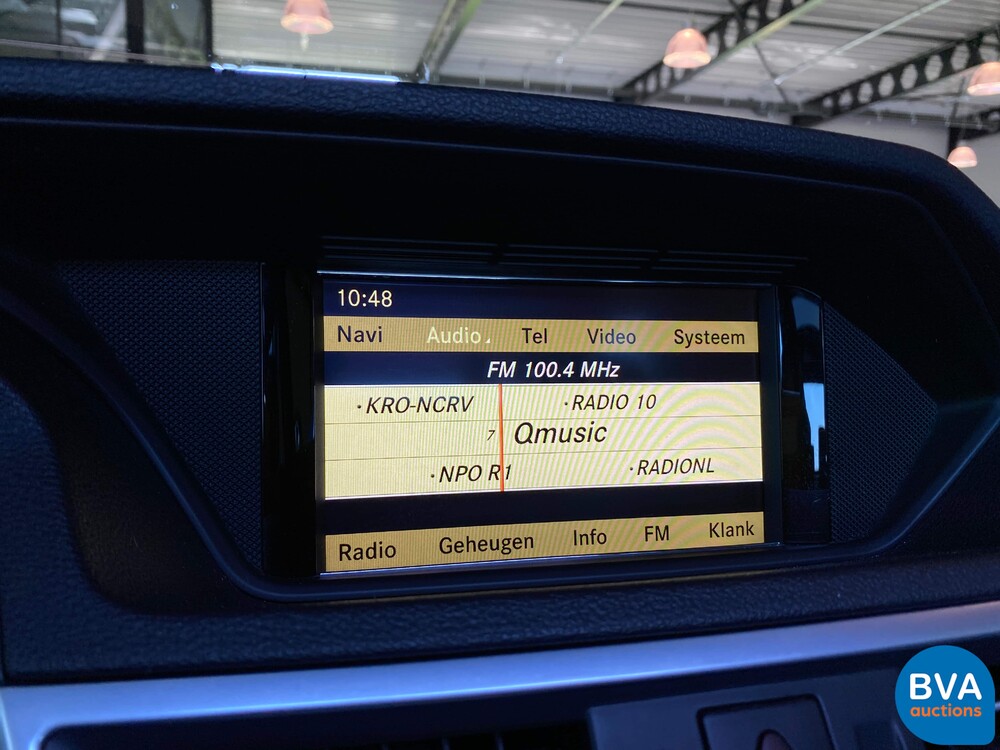 10:48
Navi Audio Tel Video Systeem
FM 100.4 MHz
·KRO-NCRV ·RADIO 10
7 Qmusic
·NPO R1 ·RADIONL
Radio Geheugen Info FM Klank
BVA
auctions